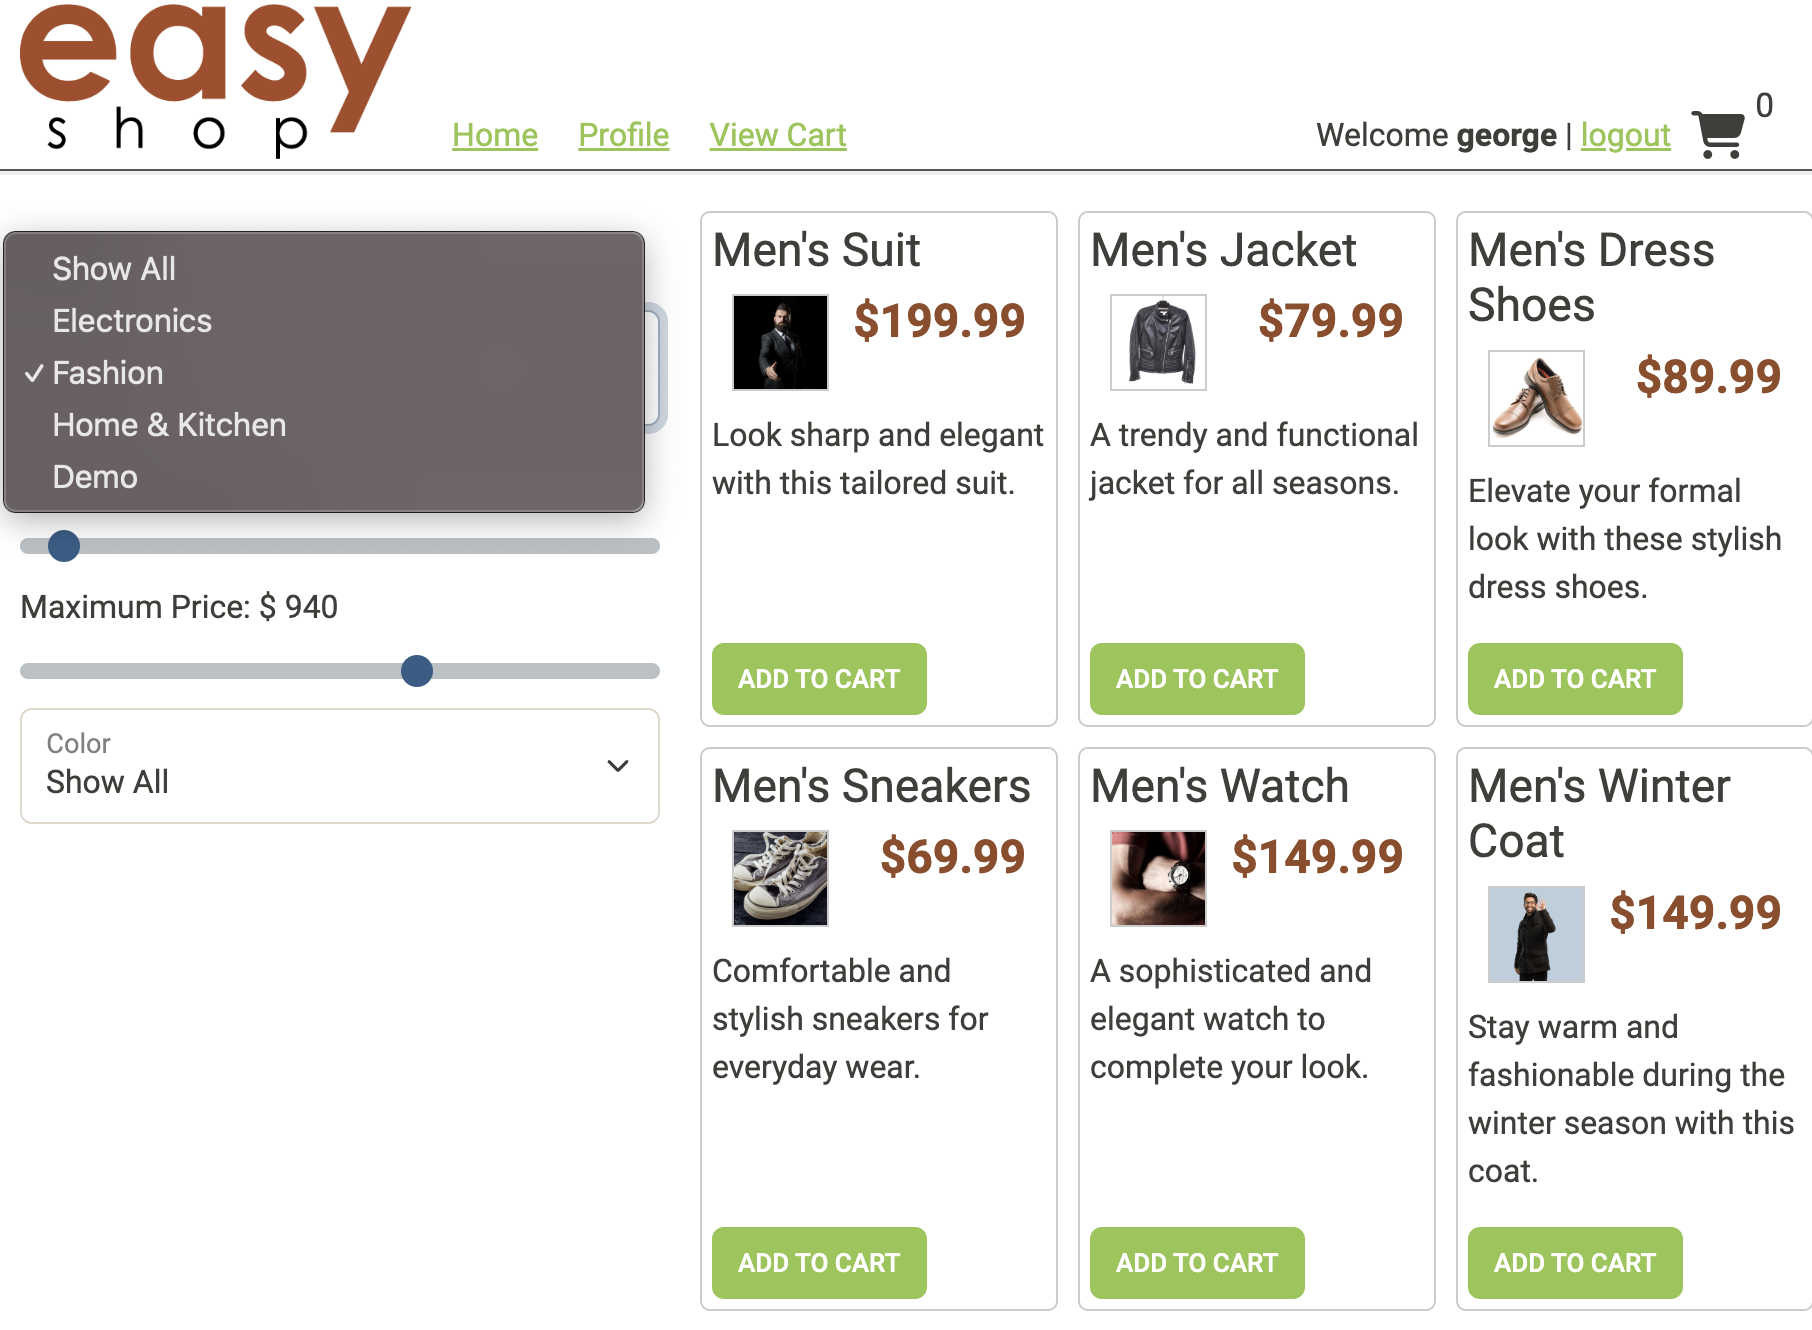 easy
shop
Home Profile View Cart
Welcome george | logout
0
Show All
Electronics
✓ Fashion
Home & Kitchen
Demo
Maximum Price: $ 940
Color
Show All
Men's Suit
$199.99
Look sharp and elegant
with this tailored suit.
ADD TO CART
Men's Jacket
$79.99
A trendy and functional
jacket for all seasons.
ADD TO CART
Men's Dress
Shoes
$89.99
Elevate your formal
look with these stylish
dress shoes.
ADD TO CART
Men's Sneakers
$69.99
Comfortable and
stylish sneakers for
everyday wear.
ADD TO CART
Men's Watch
$149.99
A sophisticated and
elegant watch to
complete your look.
ADD TO CART
Men's Winter
Coat
$149.99
Stay warm and
fashionable during the
winter season with this
coat.
ADD TO CART